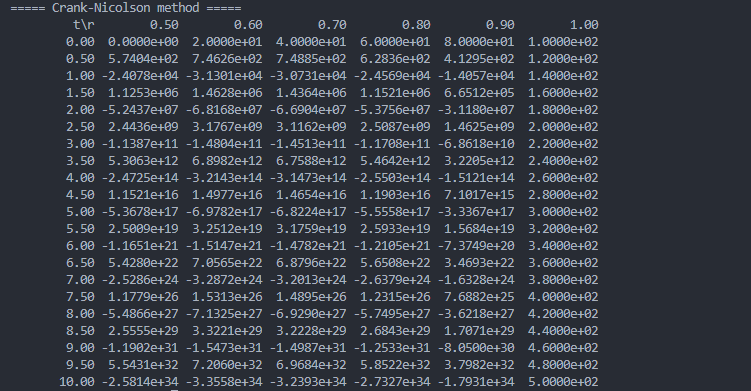 ===== Crank-Nicolson method =====
t\r 0.50 0.60 0.70 0.80 0.90 1.00
0.00 0.0000e+00 2.0000e+01 4.0000e+01 6.0000e+01 8.0000e+01 1.0000e+02
0.50 5.7404e+02 7.4622e+02 7.4885e+02 6.2836e+02 4.1295e+02 1.2000e+02
1.00 -2.4078e+04 -3.1301e+04 -3.0731e+04 -2.4569e+04 -1.4057e+04 1.4000e+02
1.50 1.1253e+06 1.4628e+06 1.4364e+06 1.1521e+06 6.6512e+05 1.6000e+02
2.00 -5.2437e+07 -6.8168e+07 -6.6904e+07 -5.3756e+07 -3.1180e+07 1.8000e+02
2.50 2.4436e+09 3.1767e+09 3.1162e+09 2.5087e+09 1.4625e+09 2.0000e+02
3.00 -1.1387e+11 -1.4804e+11 -1.4513e+11 -1.1708e+11 -6.8618e+10 2.2000e+02
3.50 5.3063e+12 6.8982e+12 6.7588e+12 5.4642e+12 3.2205e+12 2.4000e+02
4.00 -2.4725e+14 -3.2143e+14 -3.1473e+14 -2.5503e+14 -1.5121e+14 2.6000e+02
4.50 1.1521e+16 1.4977e+16 1.4654e+16 1.1903e+16 7.1017e+15 2.8000e+02
5.00 -5.3678e+17 -6.9782e+17 -6.8224e+17 -5.5558e+17 -3.3367e+17 3.0000e+02
5.50 2.5009e+19 3.2512e+19 3.1759e+19 2.5933e+19 1.5684e+19 3.2000e+02
6.00 -1.1651e+21 -1.5147e+21 -1.4782e+21 -1.2105e+21 -7.3749e+20 3.4000e+02
6.50 5.4280e+22 7.0565e+22 6.8796e+22 5.6508e+22 3.4693e+22 3.6000e+02
7.00 -2.5286e+24 -3.2872e+24 -3.2013e+24 -2.6379e+24 -1.6328e+24 3.8000e+02
7.50 1.1779e+26 1.5313e+26 1.4895e+26 1.2315e+26 7.6882e+25 4.0000e+02
8.00 -5.4866e+27 -7.1325e+27 -6.9290e+27 -5.7495e+27 -3.6218e+27 4.2000e+02
8.50 2.5555e+29 3.3221e+29 3.2228e+29 2.6843e+29 1.7071e+29 4.4000e+02
9.00 -1.1902e+31 -1.5473e+31 -1.4987e+31 -1.2533e+31 -8.0500e+30 4.6000e+02
9.50 5.5431e+32 7.2060e+32 6.9684e+32 5.8522e+32 3.7982e+32 4.8000e+02
10.00 -2.5814e+34 -3.3558e+34 -3.2393e+34 -2.7327e+34 -1.7931e+34 5.0000e+02